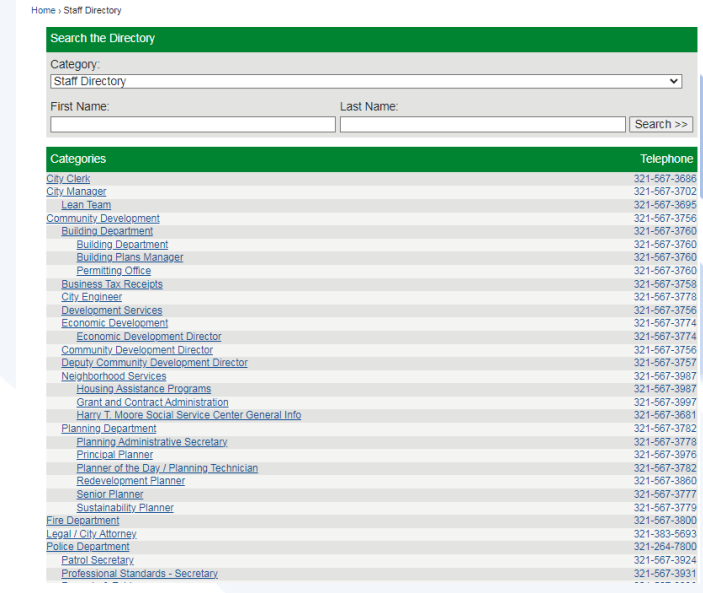 Home › Staff Directory
Search the Directory
Category:
Staff Directory
First Name: Last Name:
Search >>
Categories Telephone
City Clerk 321-567-3686
City Manager 321-567-3702
Lean Team 321-567-3695
Community Development 321-567-3756
Building Department 321-567-3760
Building Department 321-567-3760
Building Plans Manager 321-567-3760
Permitting Office 321-567-3760
Business Tax Receipts 321-567-3758
City Engineer 321-567-3778
Development Services 321-567-3756
Economic Development 321-567-3774
Economic Development Director 321-567-3774
Community Development Director 321-567-3756
Deputy Community Development Director 321-567-3757
Neighborhood Services 321-567-3987
Housing Assistance Programs 321-567-3987
Grant and Contract Administration 321-567-3997
Harry T. Moore Social Service Center General Info 321-567-3681
Planning Department 321-567-3782
Planning Administrative Secretary 321-567-3778
Principal Planner 321-567-3976
Planner of the Day / Planning Technician 321-567-3782
Redevelopment Planner 321-567-3860
Senior Planner 321-567-3777
Sustainability Planner 321-567-3779
Fire Department 321-567-3800
Legal / City Attorney 321-383-5693
Police Department 321-264-7800
Patrol Secretary 321-567-3924
Professional Standards - Secretary 321-567-3931